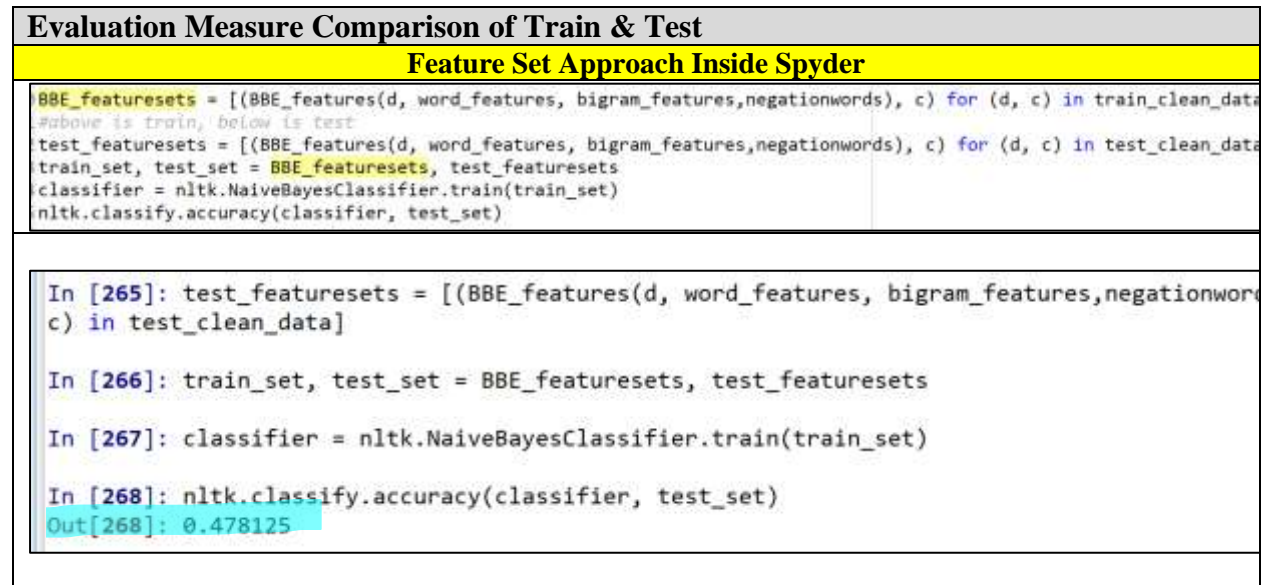 Evaluation Measure Comparison of Train & Test
Feature Set Approach Inside Spyder
BBE_featuresets = [(BBE_features(d, word_features, bigram_features,negationwords), c) for (d, c) in train_clean_data
#above is train, below is test
test_featuresets = [(BBE_features(d, word_features, bigram_features,negationwords), c) for (d, c) in test_clean_data
train_set, test_set = BBE_featuresets, test_featuresets
classifier = nltk.NaiveBayesClassifier.train(train_set)
nltk.classify.accuracy(classifier, test_set)
In [265]: test_featuresets = [(BBE_features(d, word_features, bigram_features,negationword
c) in test_clean_data]
In [266]: train_set, test_set = BBE_featuresets, test_featuresets
In [267]: classifier = nltk.NaiveBayesClassifier.train(train_set)
In [268]: nltk.classify.accuracy(classifier, test_set)
Out[268]: 0.478125